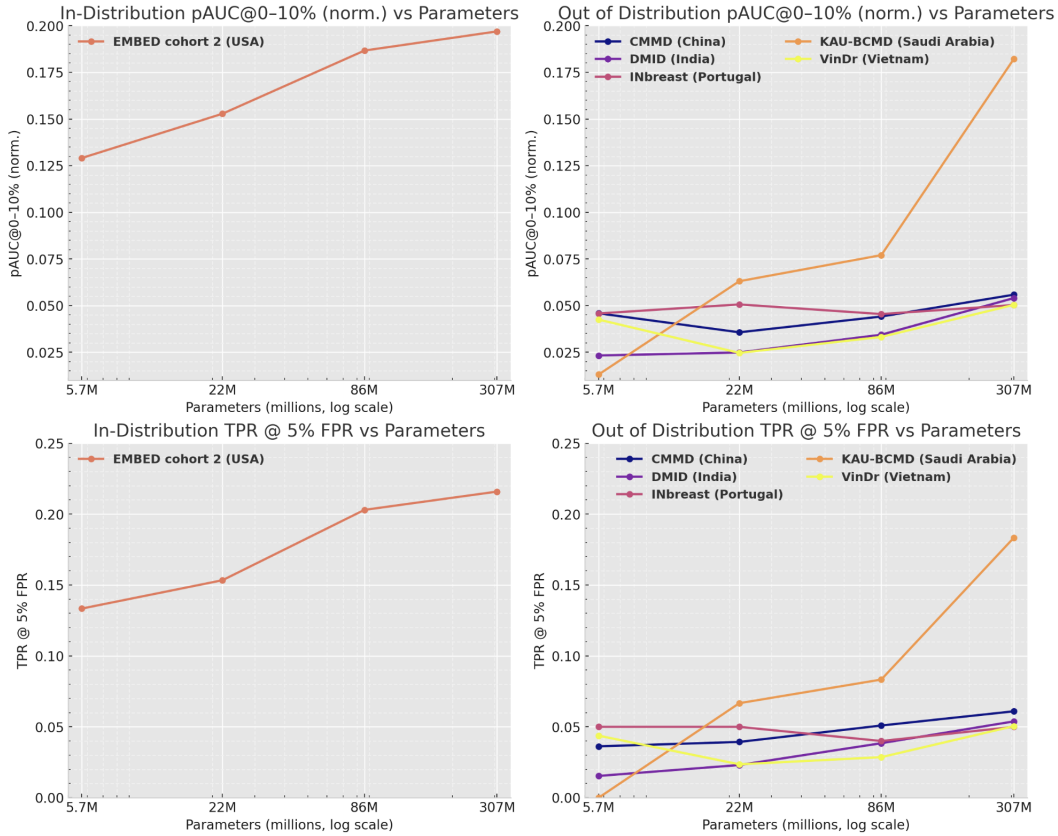 In-Distribution pAUC@0–10% (norm.) vs Parameters
EMBED cohort 2 (USA)
0.200
0.175
0.150
0.125
0.100
0.075
0.050
0.025
pAUC@0–10% (norm.)
5.7M 22M 86M 307M
Parameters (millions, log scale)
Out of Distribution pAUC@0–10% (norm.) vs Parameters
CMMD (China)
DMID (India)
INbreast (Portugal)
KAU-BCMD (Saudi Arabia)
VinDr (Vietnam)
0.200
0.175
0.150
0.125
0.100
0.075
0.050
0.025
pAUC@0–10% (norm.)
5.7M 22M 86M 307M
Parameters (millions, log scale)
In-Distribution TPR @ 5% FPR vs Parameters
EMBED cohort 2 (USA)
0.25
0.20
0.15
0.10
0.05
0.00
TPR @ 5% FPR
5.7M 22M 86M 307M
Parameters (millions, log scale)
Out of Distribution TPR @ 5% FPR vs Parameters
CMMD (China)
DMID (India)
INbreast (Portugal)
KAU-BCMD (Saudi Arabia)
VinDr (Vietnam)
0.25
0.20
0.15
0.10
0.05
0.00
TPR @ 5% FPR
5.7M 22M 86M 307M
Parameters (millions, log scale)